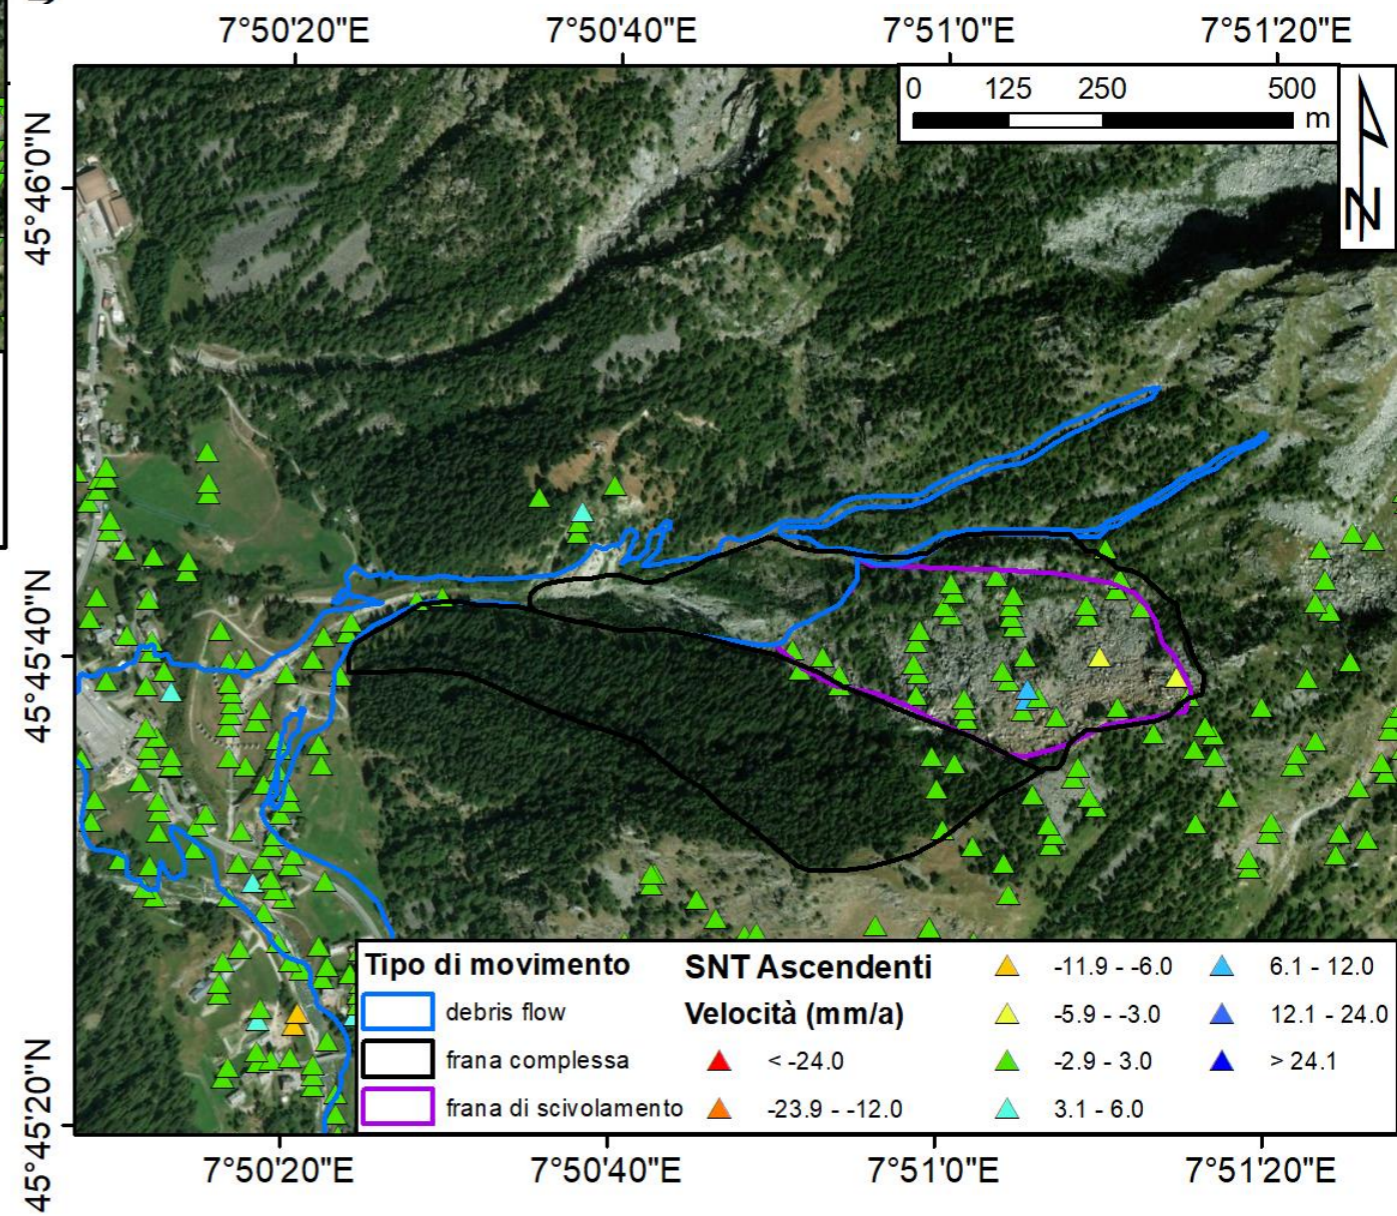 7°50'20"E 7°50'40"E 7°51'0"E 7°51'20"E
0 125 250 500
m
N
45°46'0"N
45°45'40"N
45°45'20"N
Tipo di movimento
debris flow
frana complessa
frana di scivolamento
SNT Ascendenti
Velocità (mm/a)
< -24.0
-23.9 - -12.0
-11.9 - -6.0
-5.9 - -3.0
-2.9 - 3.0
3.1 - 6.0
6.1 - 12.0
12.1 - 24.0
> 24.1
7°50'20"E 7°50'40"E 7°51'0"E 7°51'20"E